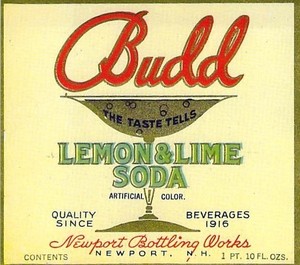 Budd
THE TASTE TELLS
LEMON & LIME
SODA
ARTIFICIAL COLOR.
QUALITY BEVERAGES
SINCE 1916
Newport Bottling Works
NEWPORT, N.H.
CONTENTS 1 PT. 10 FL. OZS.